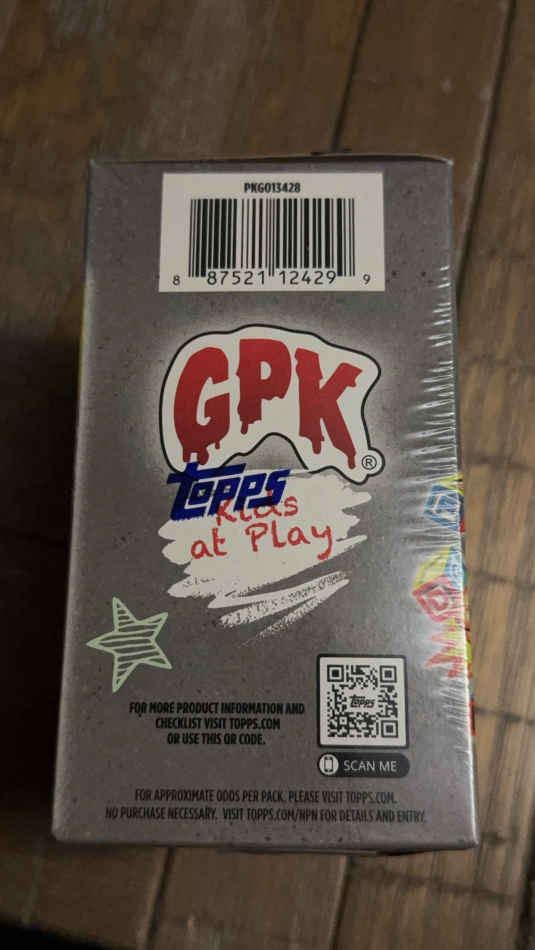 PKG013428
8 87521 12429 9
GPK
®
Topps
Kids
at Play
FOR MORE PRODUCT INFORMATION AND
CHECKLIST VISIT TOPPS.COM
OR USE THIS QR CODE.
Topps
SCAN ME
FOR APPROXIMATE ODDS PER PACK, PLEASE VISIT TOPPS.COM.
NO PURCHASE NECESSARY. VISIT TOPPS.COM/NPN FOR DETAILS AND ENTRY.